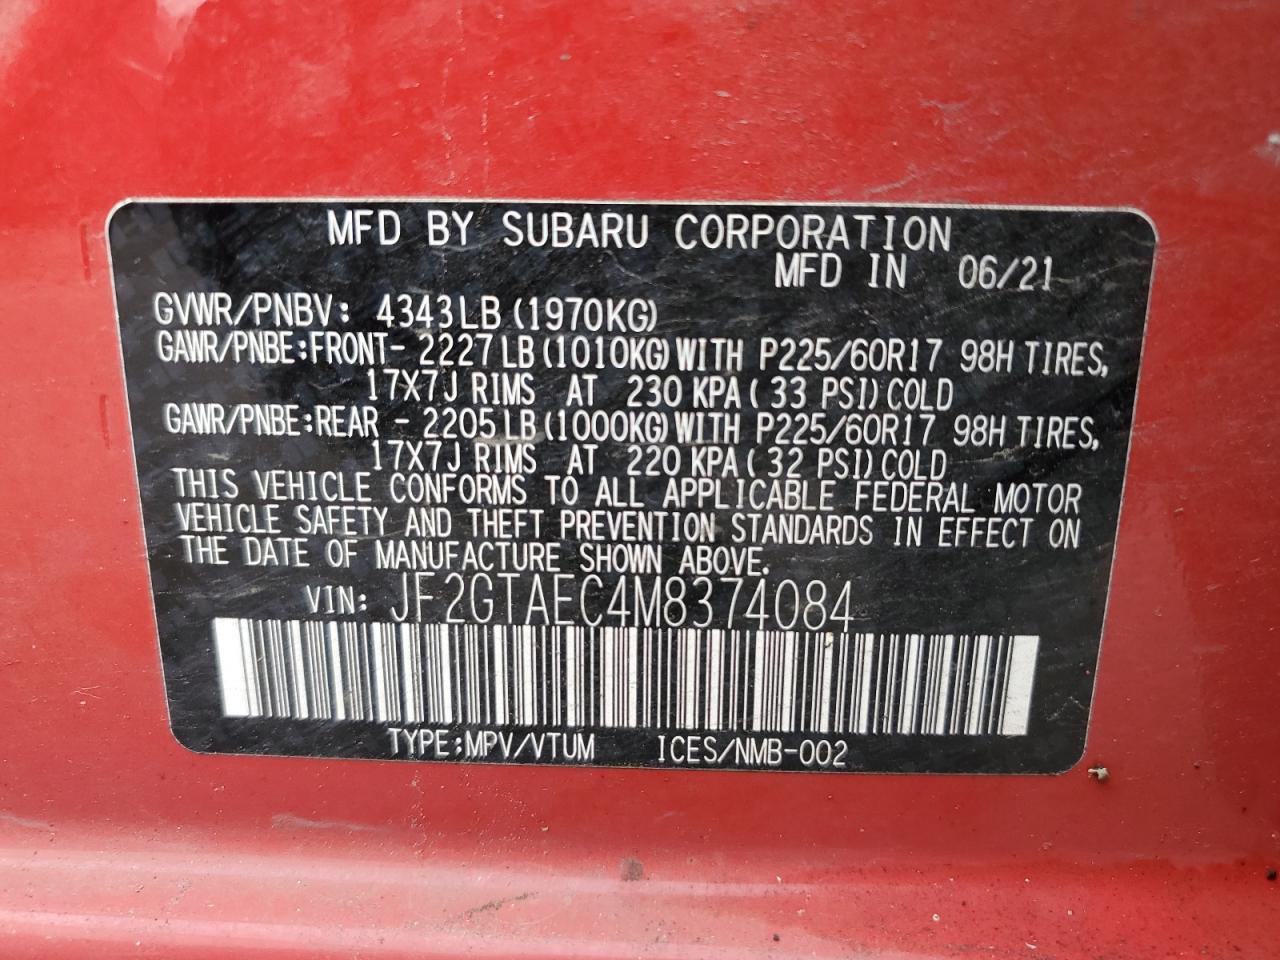 MFD BY SUBARU CORPORATION
MFD IN 06/21
GVWR/PNBV: 4343LB (1970KG)
GAWR/PNBE:FRONT- 2227LB(1010KG)WITH P225/60R17 98H TIRES,
17X7J RIMS AT 230 KPA( 33 PSI)COLD
GAWR/PNBE:REAR - 2205LB(1000KG)WITH P225/60R17 98H TIRES,
17X7J RIMS AT 220 KPA( 32 PSI)COLD
THIS VEHICLE CONFORMS TO ALL APPLICABLE FEDERAL MOTOR
VEHICLE SAFETY AND THEFT PREVENTION STANDARDS IN EFFECT ON
THE DATE OF MANUFACTURE SHOWN ABOVE.
VIN: JF2GTAEC4M8374084
TYPE:MPV/VTUM ICES/NMB-002